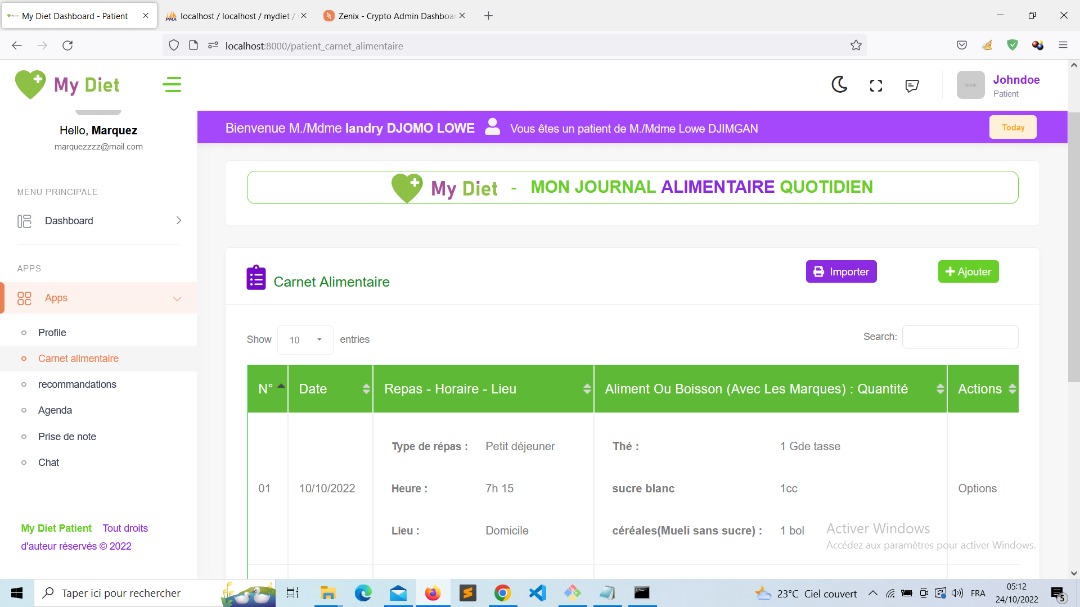 My Diet Dashboard - Patient
localhost / localhost / mydiet /
Zenix - Crypto Admin Dashboa
localhost:8000/patient_carnet_alimentaire
My Diet
Johndoe
Patient
Hello, Marquez
marquezzzz@mail.com
Bienvenue M./Mdme landry DJOMO LOWE Vous êtes un patient de M./Mdme Lowe DJIMGAN
Today
MENU PRINCIPALE
Dashboard
APPS
Apps
Profile
Carnet alimentaire
recommandations
Agenda
Prise de note
Chat
My Diet Patient Tout droits
d'auteur réservés © 2022
My Diet - MON JOURNAL ALIMENTAIRE QUOTIDIEN
Carnet Alimentaire
Importer
Ajouter
Show 10 entries
Search:
N° Date Repas - Horaire - Lieu Aliment Ou Boisson (Avec Les Marques) : Quantité Actions
Type de répas : Petit déjeuner Thé : 1 Gde tasse
01 10/10/2022 Heure : 7h 15 sucre blanc 1cc Options
Lieu : Domicile céréales(Mueli sans sucre) : 1 bol
Activer Windows
Accédez aux paramètres pour activer Windows.
Taper ici pour rechercher
23°C Ciel couvert
FRA
05:12
24/10/2022
5